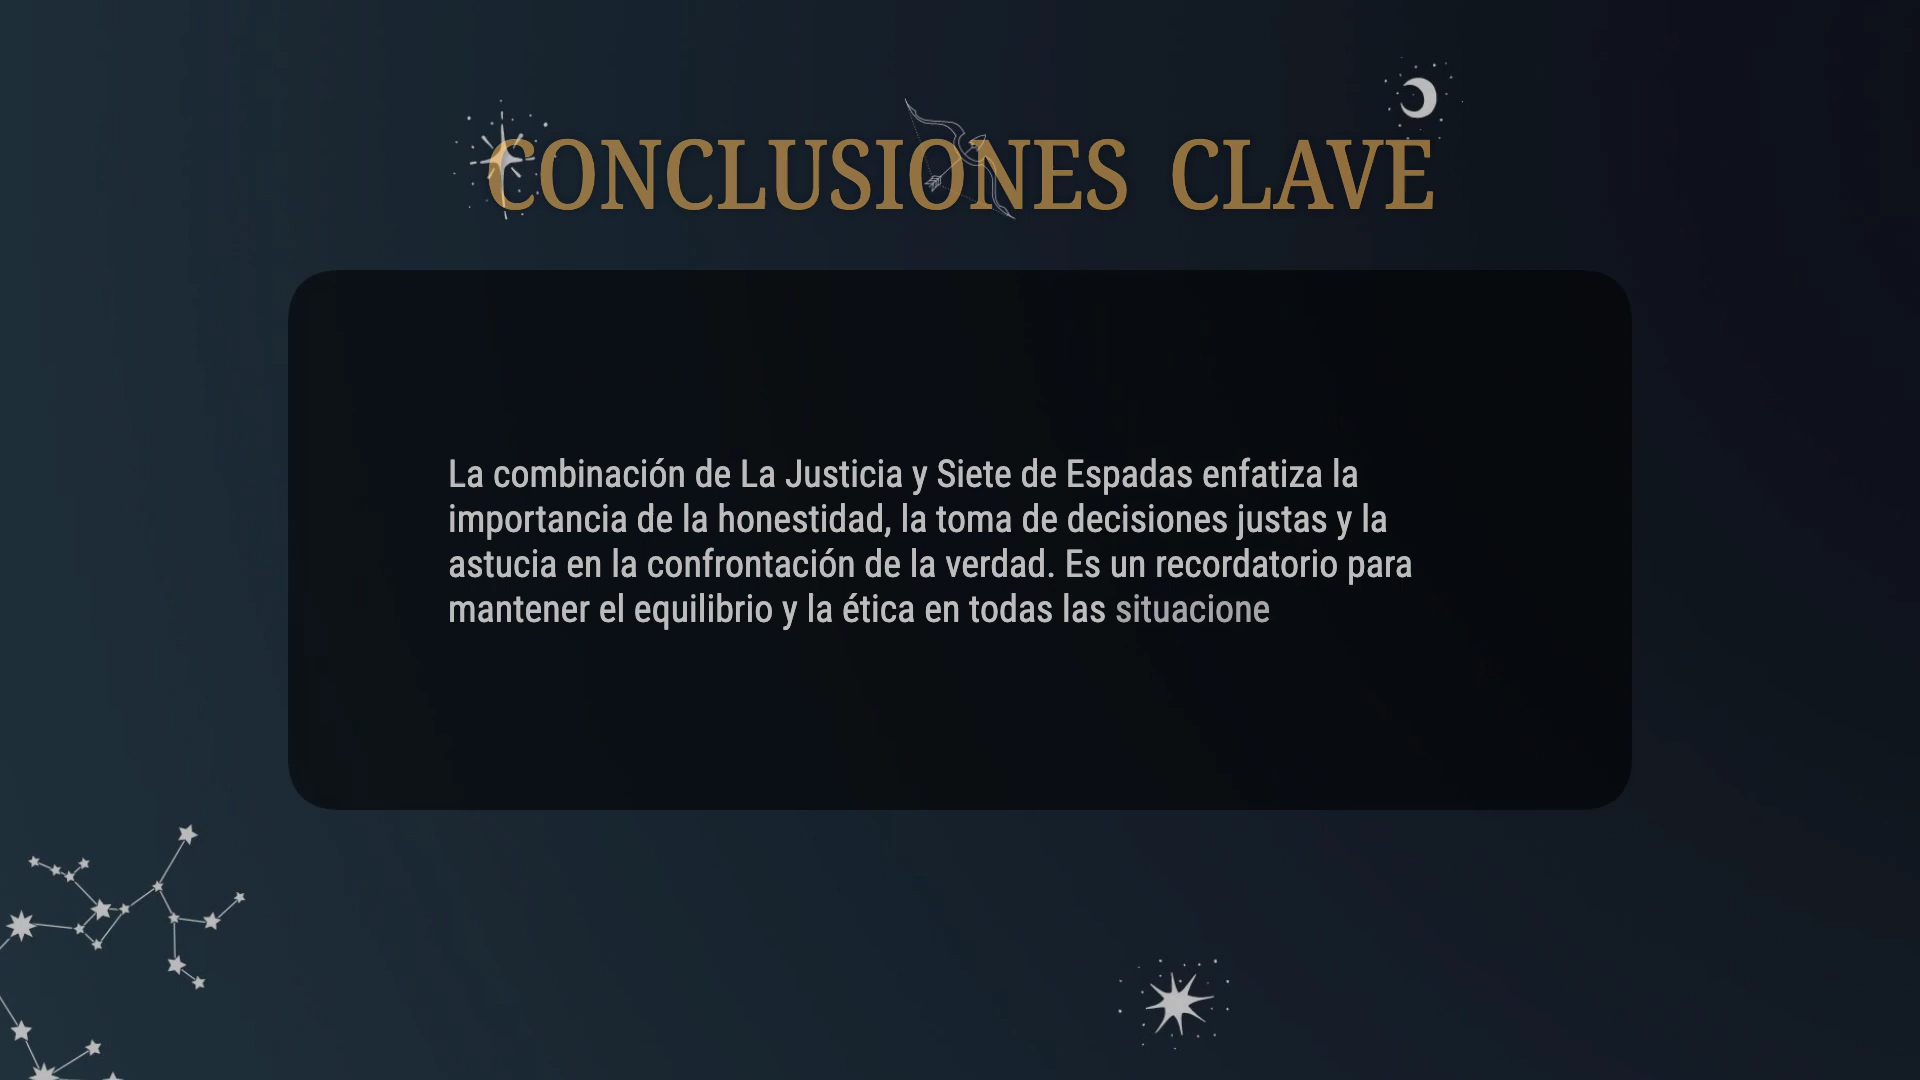 CONCLUSIONES CLAVE
La combinación de La Justicia y Siete de Espadas enfatiza la
importancia de la honestidad, la toma de decisiones justas y la
astucia en la confrontación de la verdad. Es un recordatorio para
mantener el equilibrio y la ética en todas las situacione